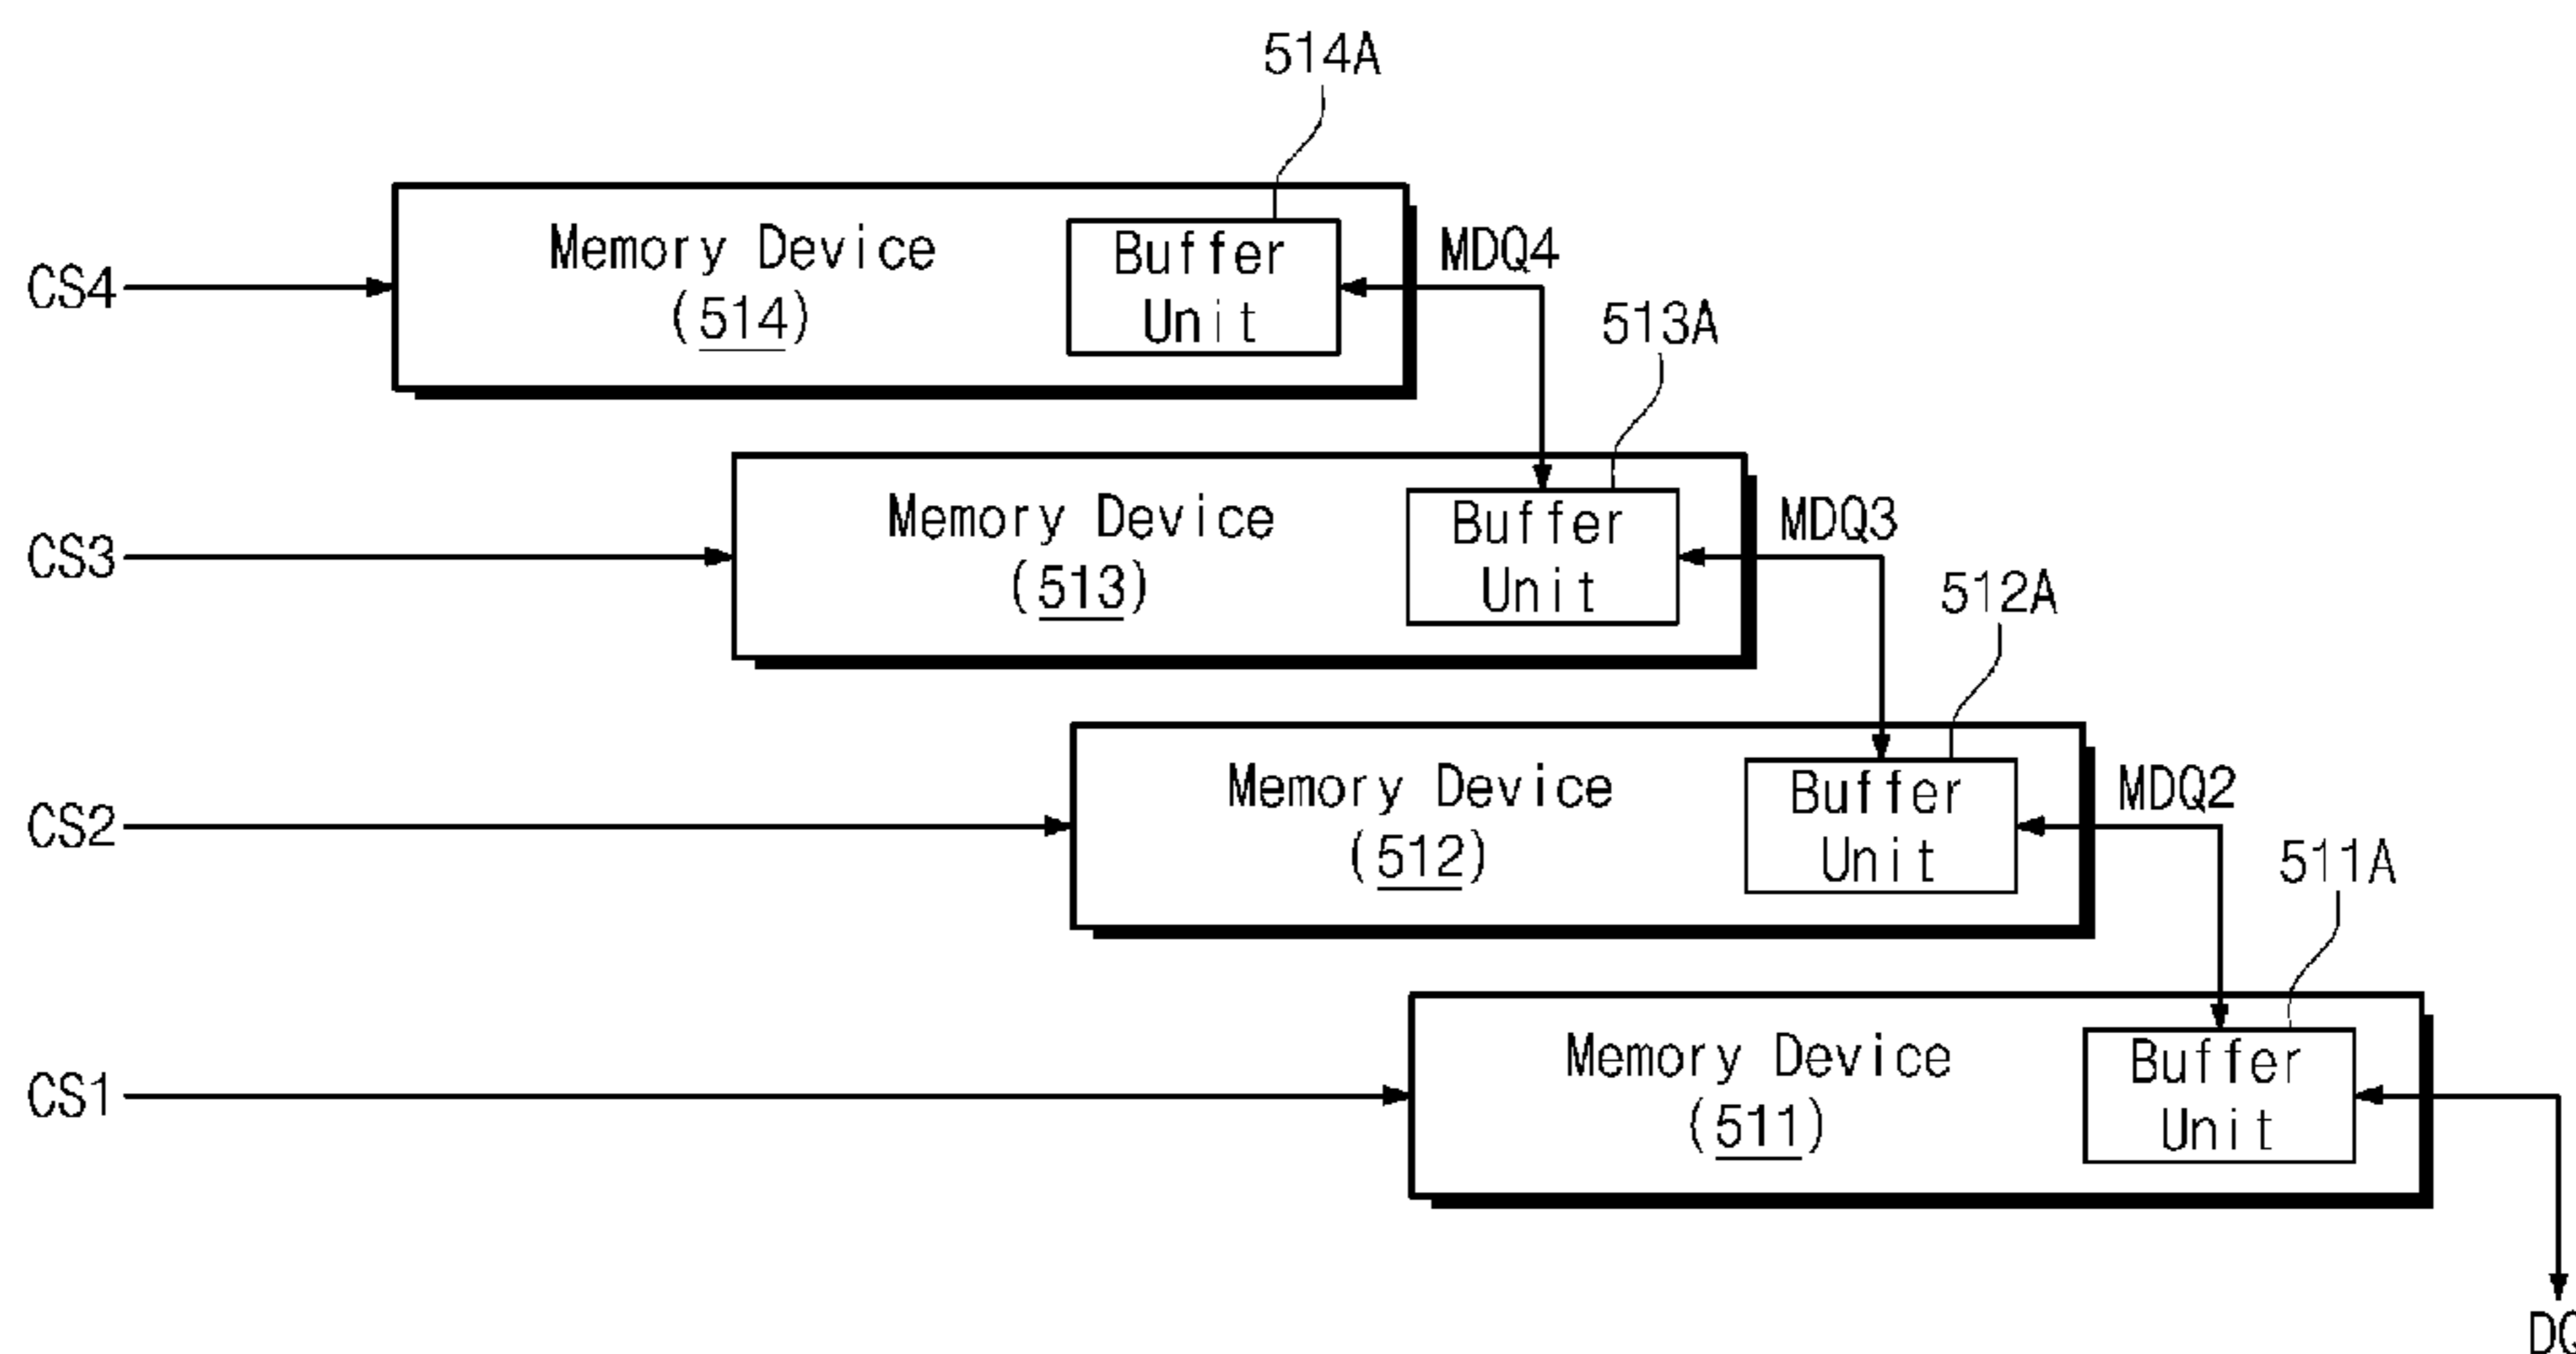 514A
Memory Device
(514)
Buffer
Unit
MDQ4
CS4
513A
Memory Device
(513)
Buffer
Unit
MDQ3
CS3
512A
Memory Device
(512)
Buffer
Unit
MDQ2
CS2
511A
Memory Device
(511)
Buffer
Unit
CS1
DQ